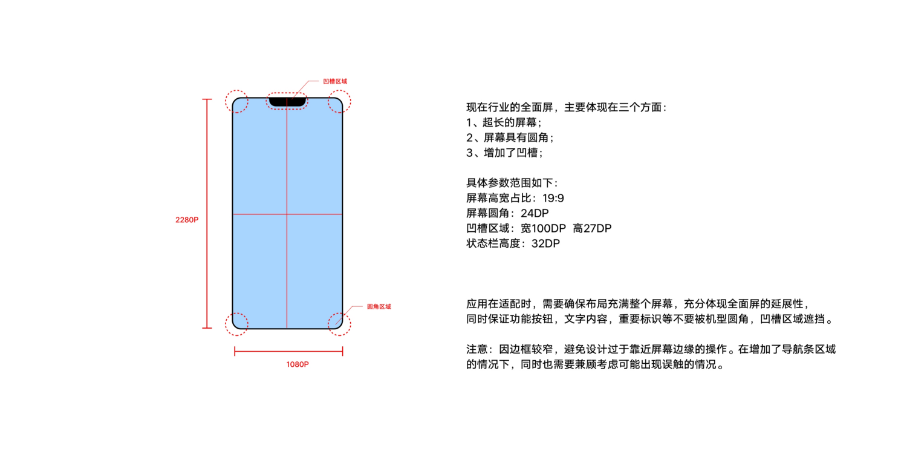 凹槽区域
2280P
圆角区域
1080P
现在行业的全面屏，主要体现在三个方面：
1、超长的屏幕；
2、屏幕具有圆角；
3、增加了凹槽；
具体参数范围如下：
屏幕高宽占比：19:9
屏幕圆角：24DP
凹槽区域：宽100DP 高27DP
状态栏高度：32DP
应用在适配时，需要确保布局充满整个屏幕，充分体现全面屏的延展性，
同时保证功能按钮，文字内容，重要标识等不要被机型圆角，凹槽区域遮挡。
注意：因边框较窄，避免设计过于靠近屏幕边缘的操作。在增加了导航条区域
的情况下，同时也需要兼顾考虑可能出现误触的情况。